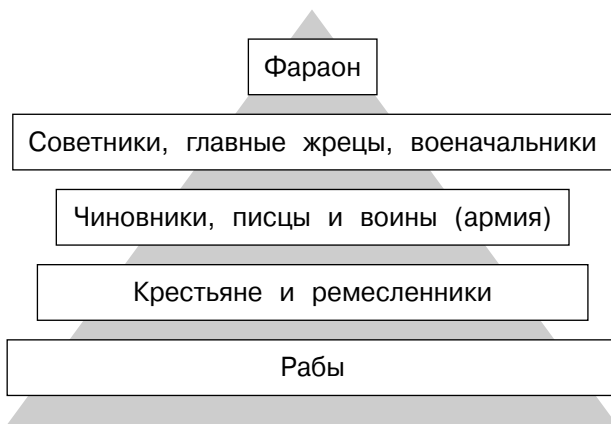 Фараон
Советники, главные жрецы, военачальники
Чиновники, писцы и воины (армия)
Крестьяне и ремесленники
Рабы